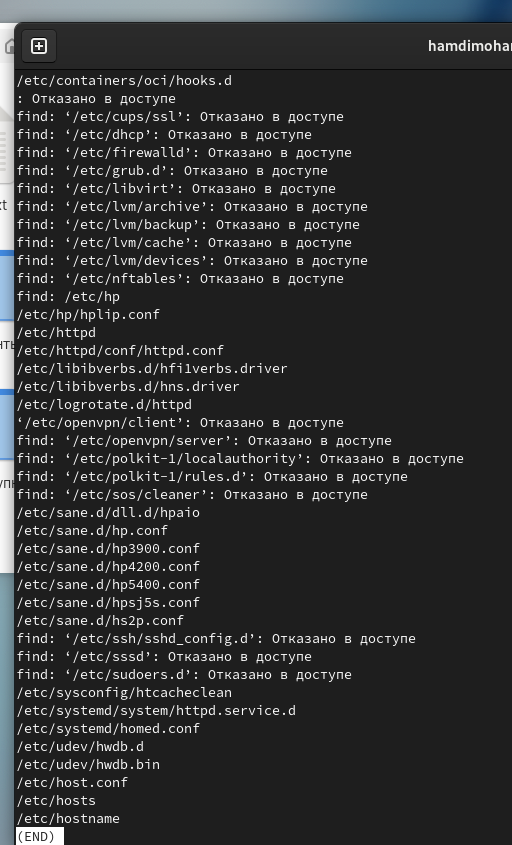 hamdimoha
/etc/containers/oci/hooks.d
: Отказано в доступе
find: ‘/etc/cups/ssl’: Отказано в доступе
find: ‘/etc/dhcp’: Отказано в доступе
find: ‘/etc/firewalld’: Отказано в доступе
find: ‘/etc/grub.d’: Отказано в доступе
find: ‘/etc/libvirt’: Отказано в доступе
find: ‘/etc/lvm/archive’: Отказано в доступе
find: ‘/etc/lvm/backup’: Отказано в доступе
find: ‘/etc/lvm/cache’: Отказано в доступе
find: ‘/etc/lvm/devices’: Отказано в доступе
find: ‘/etc/nftables’: Отказано в доступе
find: /etc/hp
/etc/hp/hplip.conf
/etc/httpd
/etc/httpd/conf/httpd.conf
/etc/libibverbs.d/hfi1verbs.driver
/etc/libibverbs.d/hns.driver
/etc/logrotate.d/httpd
‘/etc/openvpn/client’: Отказано в доступе
find: ‘/etc/openvpn/server’: Отказано в доступе
find: ‘/etc/polkit-1/localauthority’: Отказано в доступе
find: ‘/etc/polkit-1/rules.d’: Отказано в доступе
find: ‘/etc/sos/cleaner’: Отказано в доступе
/etc/sane.d/dll.d/hpaio
/etc/sane.d/hp.conf
/etc/sane.d/hp3900.conf
/etc/sane.d/hp4200.conf
/etc/sane.d/hp5400.conf
/etc/sane.d/hpsj5s.conf
/etc/sane.d/hs2p.conf
find: ‘/etc/ssh/sshd_config.d’: Отказано в доступе
find: ‘/etc/sssd’: Отказано в доступе
find: ‘/etc/sudoers.d’: Отказано в доступе
/etc/sysconfig/htcacheclean
/etc/systemd/system/httpd.service.d
/etc/systemd/homed.conf
/etc/udev/hwdb.d
/etc/udev/hwdb.bin
/etc/host.conf
/etc/hosts
/etc/hostname
(END)